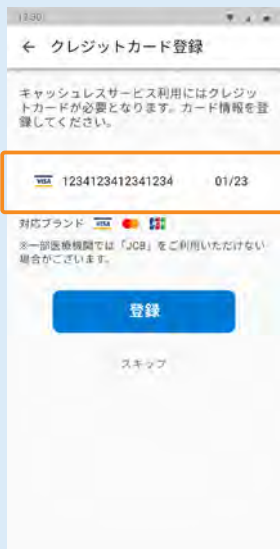 13:00
← クレジットカード登録
キャッシュレスサービス利用にはクレジッ
トカードが必要となります。カード情報を登
録してください。
VISA 1234123412341234 01/23
対応ブランド VISA JCB
※一部医療機関では「JCB」をご利用いただけない
場合がございます。
登録
スキップ